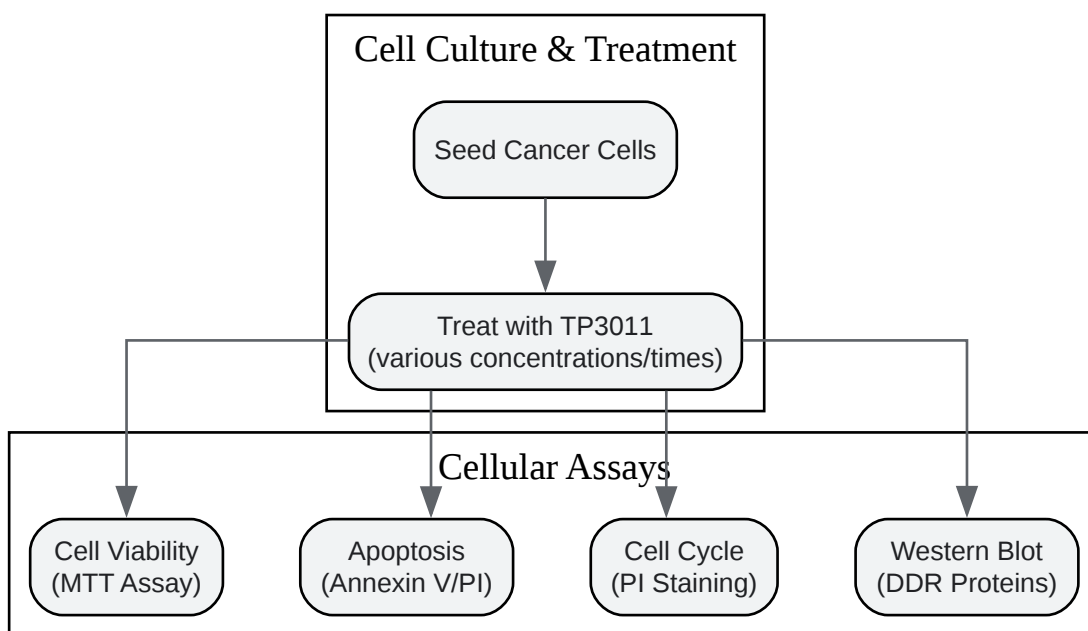 Cell Culture & Treatment
Seed Cancer Cells
Treat with TP3011
(various concentrations/times)
Cellular Assays
Cell Viability
(MTT Assay)
Apoptosis
(Annexin V/PI)
Cell Cycle
(PI Staining)
Western Blot
(DDR Proteins)